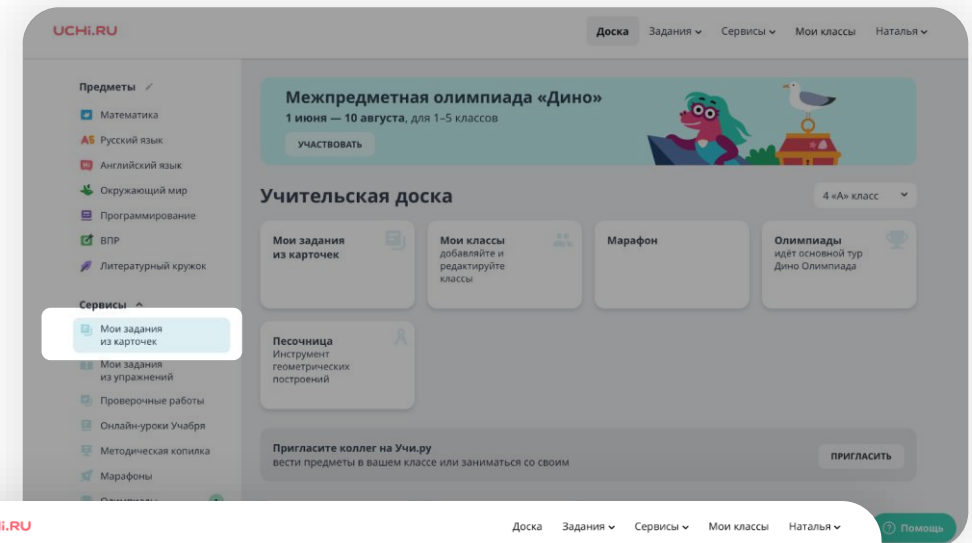 UCHi.RU
Доска Задания Сервисы Мои классы Наталья
Предметы
Математика
Русский язык
Английский язык
Окружающий мир
Программирование
ВПР
Литературный кружок
Сервисы
Мои задания
из карточек
Мои задания
из упражнений
Проверочные работы
Онлайн-уроки Учабря
Методическая копилка
Марафоны
Межпредметная олимпиада «Дино»
1 июня — 10 августа, для 1–5 классов
УЧАСТВОВАТЬ
Учительская доска
4 «А» класс
Мои задания
из карточек
Мои классы
добавляйте и
редактируйте
классы
Марафон
Олимпиады
идёт основной тур
Дино Олимпиада
Песочница
Инструмент
геометрических
построений
Пригласите коллег на Учи.ру
вести предметы в вашем классе или заниматься со своим
ПРИГЛАСИТЬ
Помощь
Hi.RU
Доска Задания Сервисы Мои классы Наталья